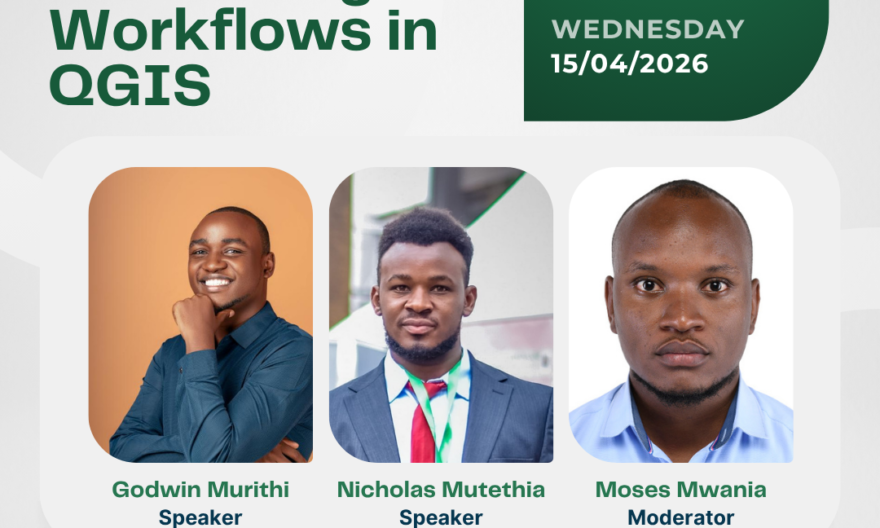 Workflows in
QGIS
WEDNESDAY
15/04/2026
Godwin Murithi
Speaker
Nicholas Mutethia
Speaker
Moses Mwania
Moderator